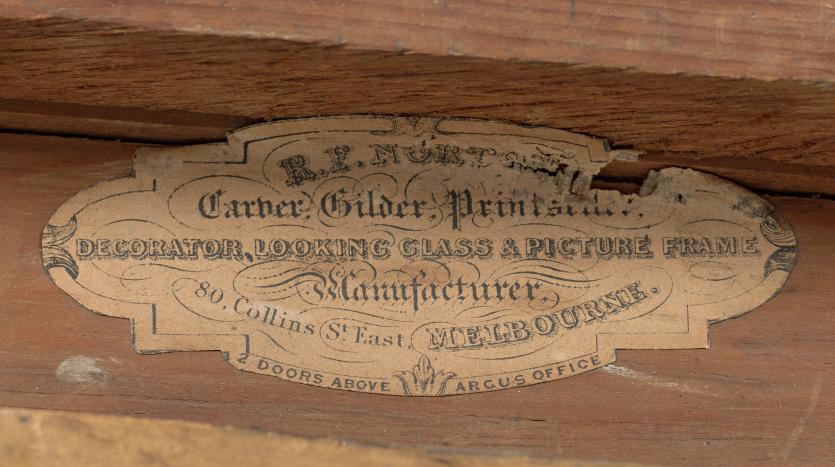 R.F. NORTON
Carver, Gilder, Printseller,
DECORATOR, LOOKING GLASS & PICTURE FRAME
Manufacturer,
80, Collins St. East, MELBOURNE.
2 DOORS ABOVE ARGUS OFFICE